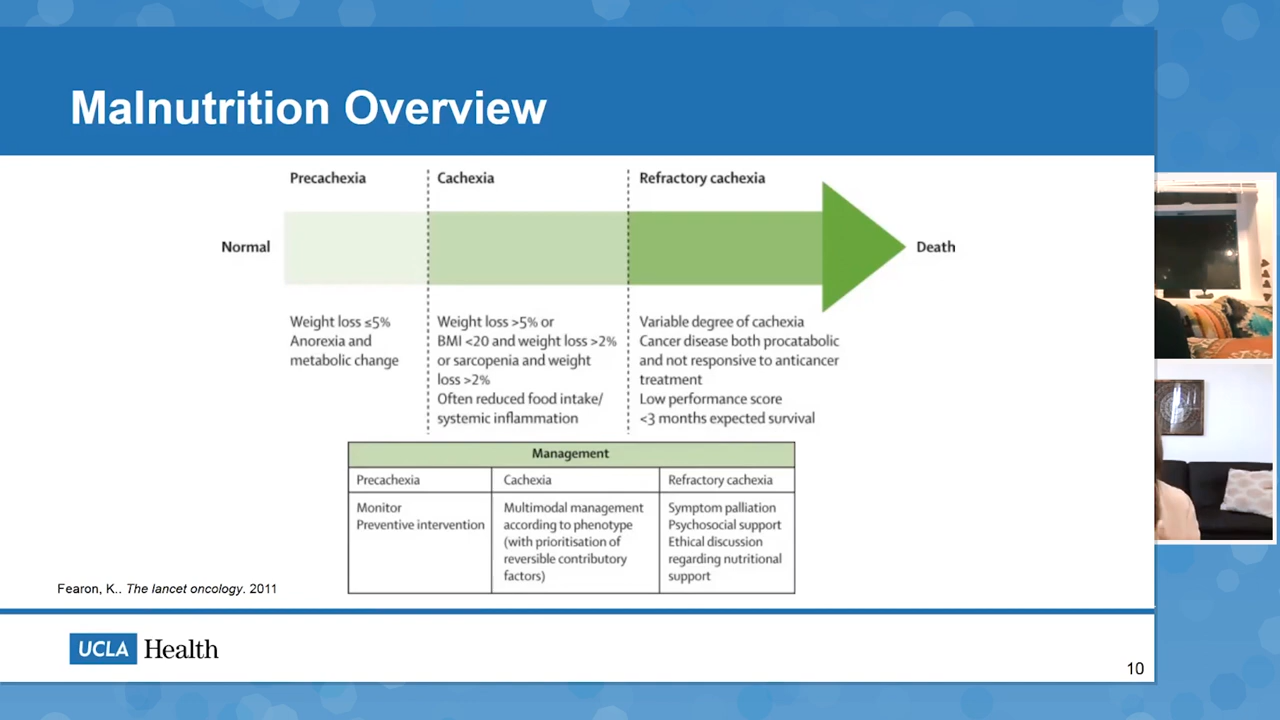 Malnutrition Overview
Precachexia
Cachexia
Refractory cachexia
Normal
Death
Weight loss ≤5%
Anorexia and
metabolic change
Weight loss >5% or
BMI <20 and weight loss >2%
or sarcopenia and weight
loss >2%
Often reduced food intake/
systemic inflammation
Variable degree of cachexia
Cancer disease both procatabolic
and not responsive to anticancer
treatment
Low performance score
<3 months expected survival
Management
Precachexia
Cachexia
Refractory cachexia
Monitor
Preventive intervention
Multimodal management
according to phenotype
(with prioritisation of
reversible contributory
factors)
Symptom palliation
Psychosocial support
Ethical discussion
regarding nutritional
support
Fearon, K.. The lancet oncology. 2011
UCLA Health
10